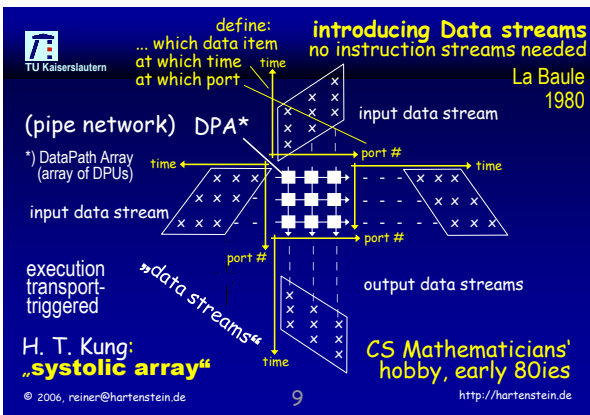 define:
... which data item
at which time
at which port
introducing Data streams
no instruction streams needed
La Baule
1980
TU Kaiserslautern
time
x
x x
x x x
x x
x
input data stream
(pipe network) DPA*
*) DataPath Array
(array of DPUs)
port #
time
time
x x x
x x x -
x x x - -
input data stream
- - - x x x
- - - - x x x
- - - - - x x x
port #
port #
execution
transport-
triggered
„data streams“
x
x x
x x x
x x
x
output data streams
time
H. T. Kung:
„systolic array“
CS Mathematicians‘
hobby, early 80ies
© 2006, reiner@hartenstein.de
9
http://hartenstein.de